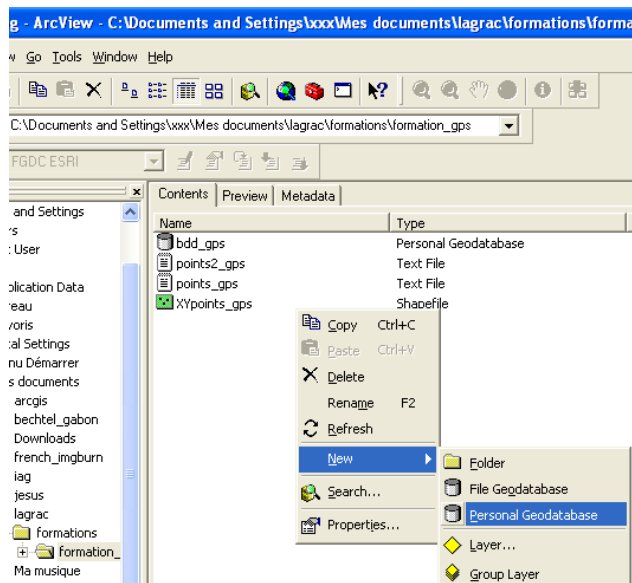 g - ArcView - C:\Documents and Settings\xxx\Mes documents\lagrac\formations\forma
w Go Tools Window Help
C:\Documents and Settings\xxx\Mes documents\lagrac\formations\formation_gps
FGDC ESRI
Contents Preview Metadata
and Settings
rs
t User
plication Data
reau
voris
cal Settings
nu Démarrer
s documents
arcgis
bechtel_gabon
Downloads
french_imgburn
iag
jesus
lagrac
formations
formation_
Ma musique
Name Type
bdd_gps Personal Geodatabase
points2_gps Text File
points_gps Text File
XYpoints_gps Shapefile
Copy Ctrl+C
Paste Ctrl+V
Delete
Rename F2
Refresh
New
Search...
Properties...
Folder
File Geodatabase
Personal Geodatabase
Layer...
Group Layer